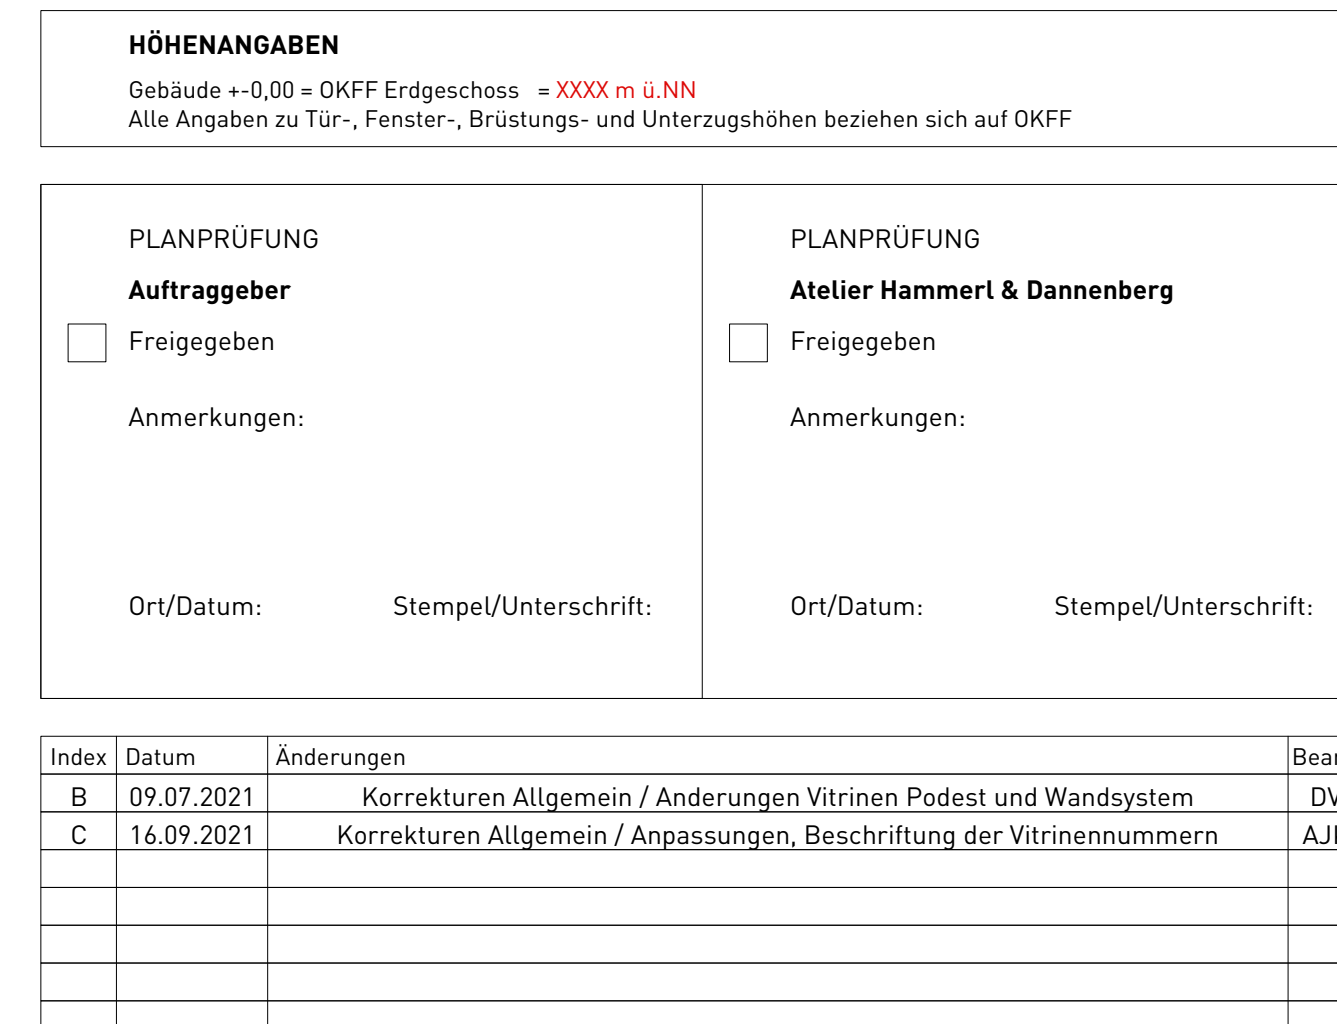 HÖHENANGABEN
Gebäude +-0,00 = OKFF Erdgeschoss = XXXX m ü.NN
Alle Angaben zu Tür-, Fenster-, Brüstungs- und Unterzugshöhen beziehen sich auf OKFF
PLANPRÜFUNG
Auftraggeber
Freigegeben
Anmerkungen:
Ort/Datum: Stempel/Unterschrift:
PLANPRÜFUNG
Atelier Hammerl & Dannenberg
Freigegeben
Anmerkungen:
Ort/Datum: Stempel/Unterschrift:
Index Datum Änderungen
B 09.07.2021 Korrekturen Allgemein / Anderungen Vitrinen Podest und Wandsystem
C 16.09.2021 Korrekturen Allgemein / Anpassungen, Beschriftung der Vitrinennummern